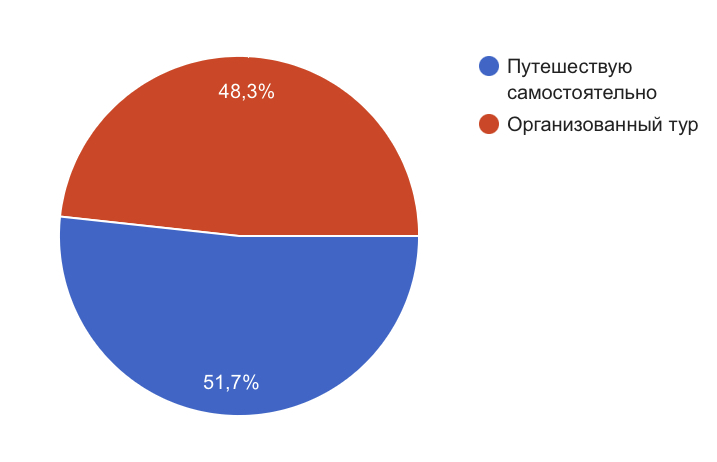 48,3%
51,7%
Путешествую
самостоятельно
Организованный тур